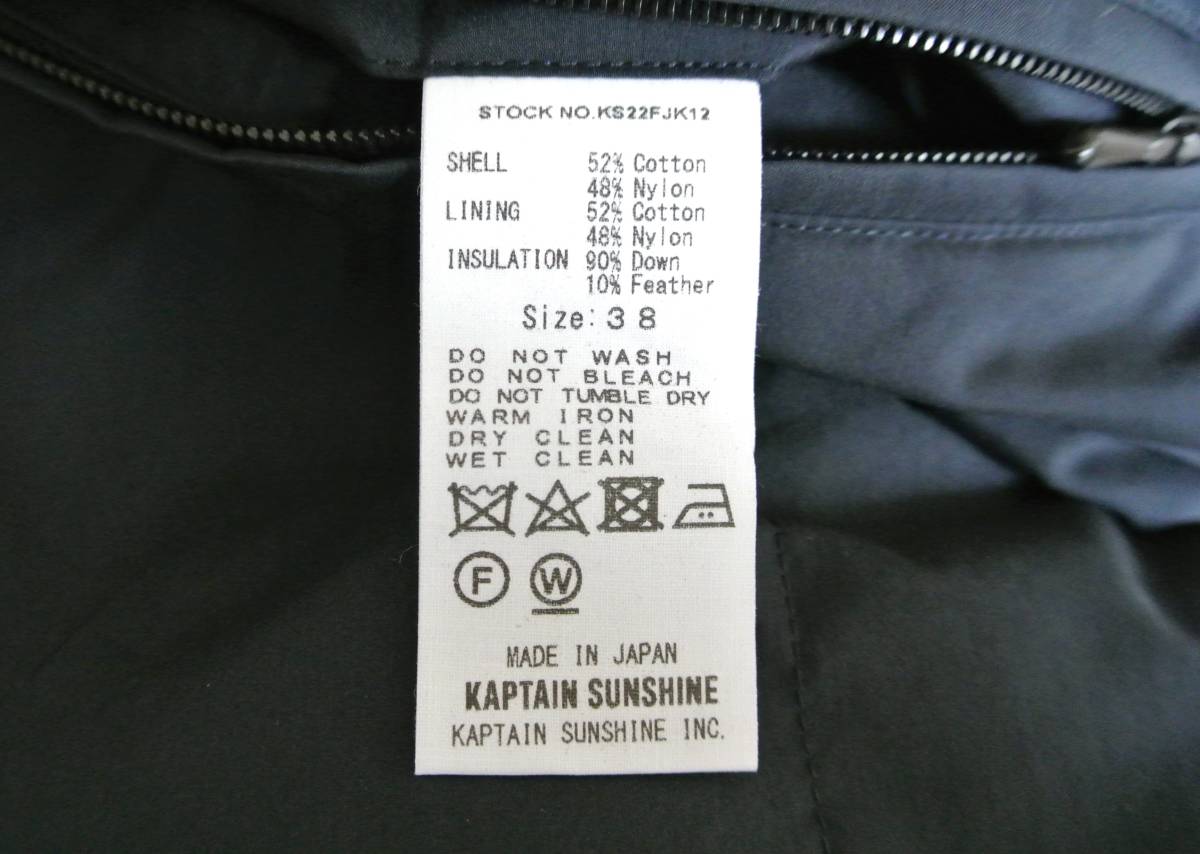 STOCK NO.KS22FJK12
SHELL 52% Cotton
48% Nylon
LINING 52% Cotton
48% Nylon
INSULATION 90% Down
10% Feather
Size: 38
DO NOT WASH
DO NOT BLEACH
DO NOT TUMBLE DRY
WARM IRON
DRY CLEAN
WET CLEAN
F W
MADE IN JAPAN
KAPTAIN SUNSHINE
KAPTAIN SUNSHINE INC.